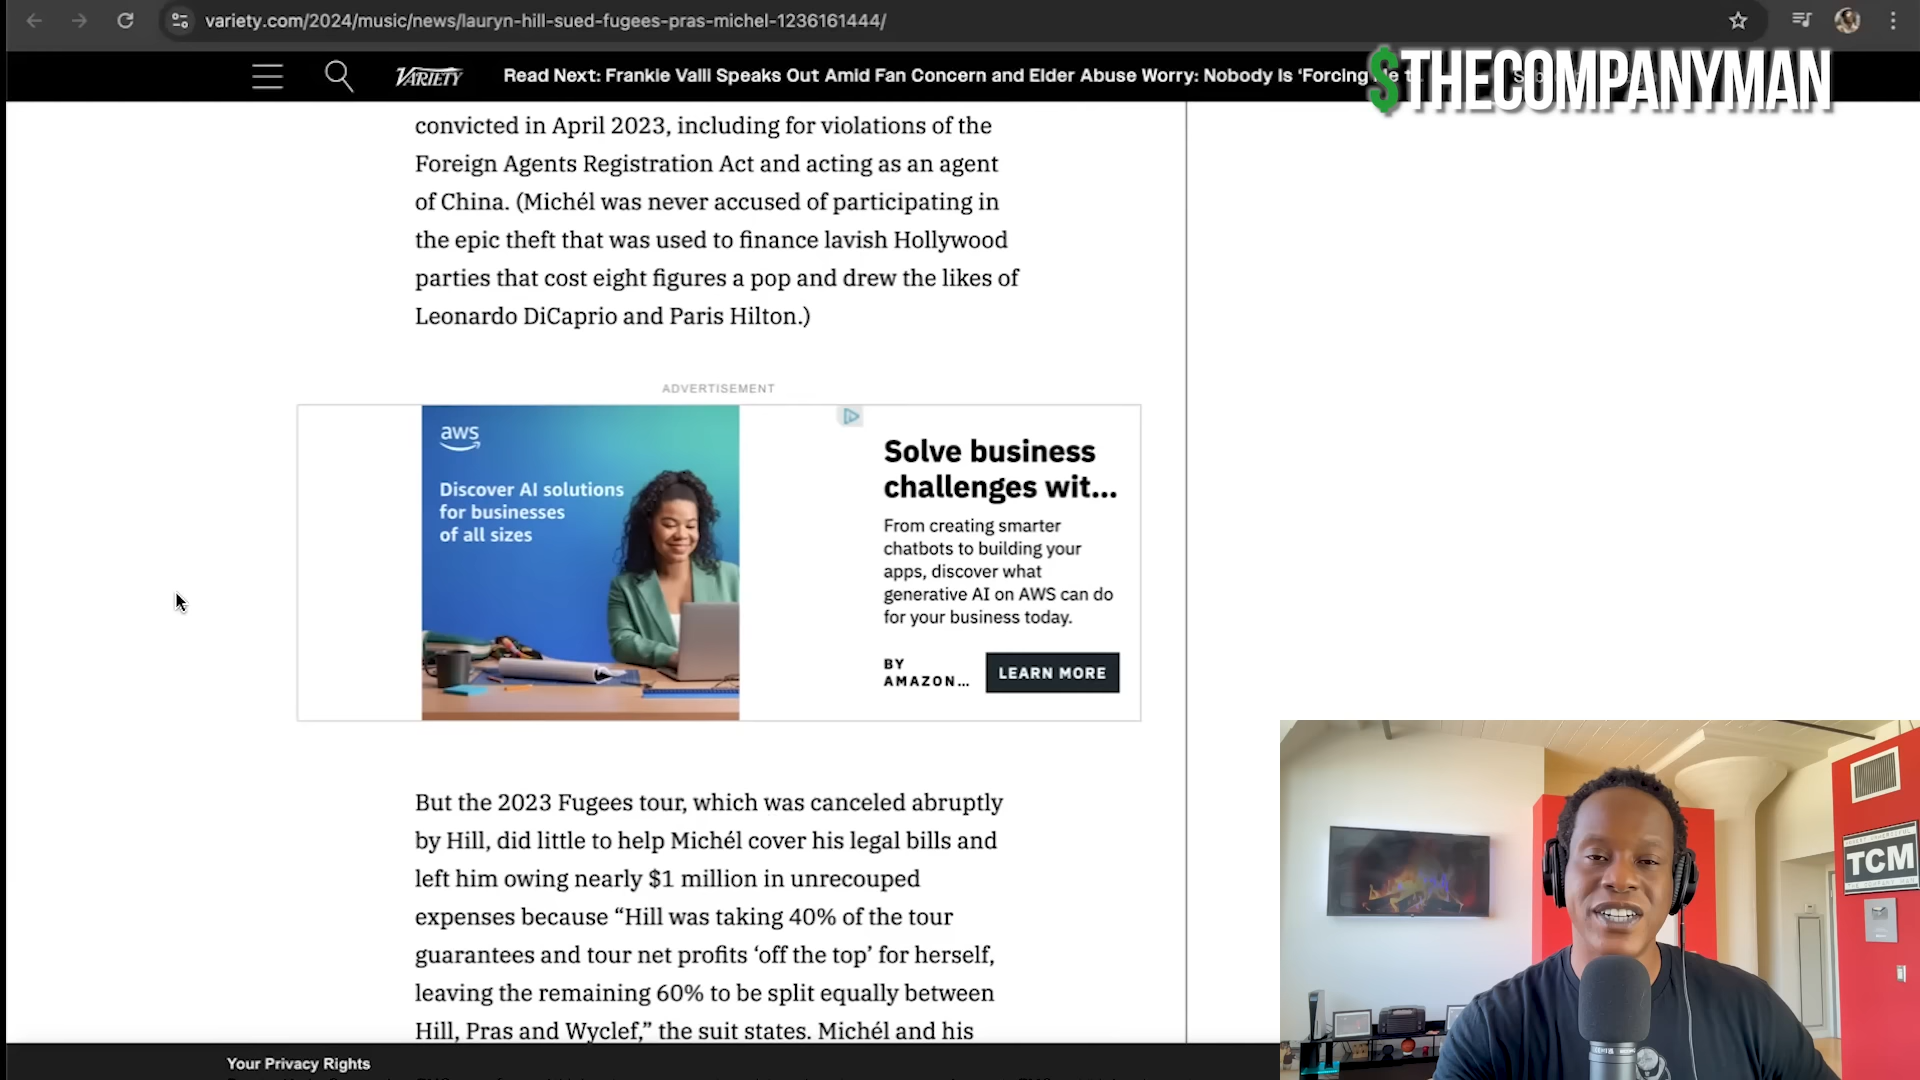 variety.com/2024/music/news/lauryn-hill-sued-fugees-pras-michel-1236161444/
VARIETY
Read Next: Frankie Valli Speaks Out Amid Fan Concern and Elder Abuse Worry: Nobody Is ‘Forcing Me t...
$THECOMPANYMAN
convicted in April 2023, including for violations of the
Foreign Agents Registration Act and acting as an agent
of China. (Michél was never accused of participating in
the epic theft that was used to finance lavish Hollywood
parties that cost eight figures a pop and drew the likes of
Leonardo DiCaprio and Paris Hilton.)
ADVERTISEMENT
aws
Discover AI solutions
for businesses
of all sizes
Solve business
challenges wit...
From creating smarter
chatbots to building your
apps, discover what
generative AI on AWS can do
for your business today.
BY
AMAZON...
LEARN MORE
But the 2023 Fugees tour, which was canceled abruptly
by Hill, did little to help Michél cover his legal bills and
left him owing nearly $1 million in unrecouped
expenses because “Hill was taking 40% of the tour
guarantees and tour net profits ‘off the top’ for herself,
leaving the remaining 60% to be split equally between
Hill, Pras and Wyclef,” the suit states. Michél and his
Your Privacy Rights
TCM